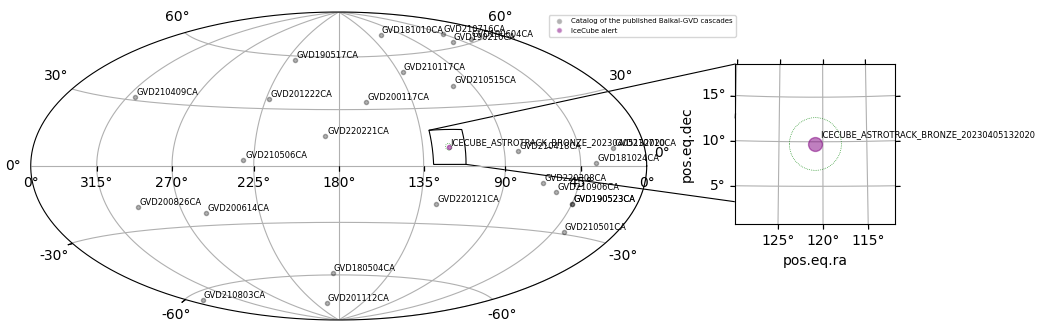 60°
60°
Catalog of the published Baikal-GVD cascades
IceCube alert
GVD181010CA
GVD210716CA
GVD190517CA
GVD210117CA
30°
30°
GVD210515CA
GVD210409CA
GVD201222CA
GVD200117CA
15°
GVD220221CA
ICECUBE_ASTROTRACK_BRONZE_20230405132020
ICECUBE_ASTROTRACK_BRONZE_20230405132020
10°
GVD210418CA
GVD210506CA
GVD181024CA
0°
0°
pos.eq.dec
5°
0°
315°
270°
225°
180°
135°
90°
0°
GVD220308CA
GVD210906CA
GVD200826CA
GVD200614CA
GVD220121CA
GVD190523CA
GVD210501CA
125°
120°
115°
pos.eq.ra
-30°
-30°
GVD180504CA
GVD210803CA
GVD201112CA
-60°
-60°